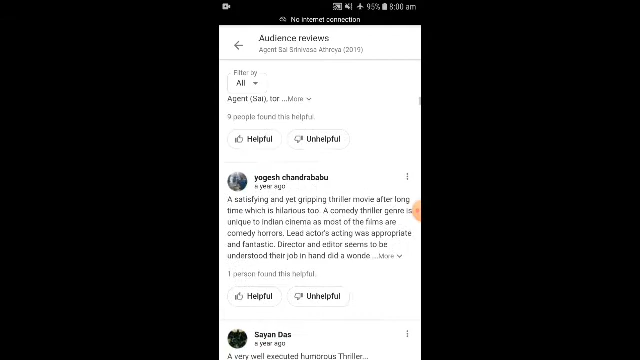 95% 8:00 am
No internet connection
Audience reviews
Agent Sai Srinivasa Athreya (2019)
Filter by
All
Agent (Sai), tor ...More
9 people found this helpful.
Helpful Unhelpful
yogesh chandrababu
a year ago
A satisfying and yet gripping thriller movie after long
time which is hilarious too. A comedy thriller genre is
unique to indian cinema as most of the films are
comedy horrors. Lead actor's acting was appropriate
and fantastic. Director and editor seems to be
understood their job in hand did a wonde ...More
1 person found this helpful.
Helpful Unhelpful
Sayan Das
a year ago
A very well executed humorous Thriller...